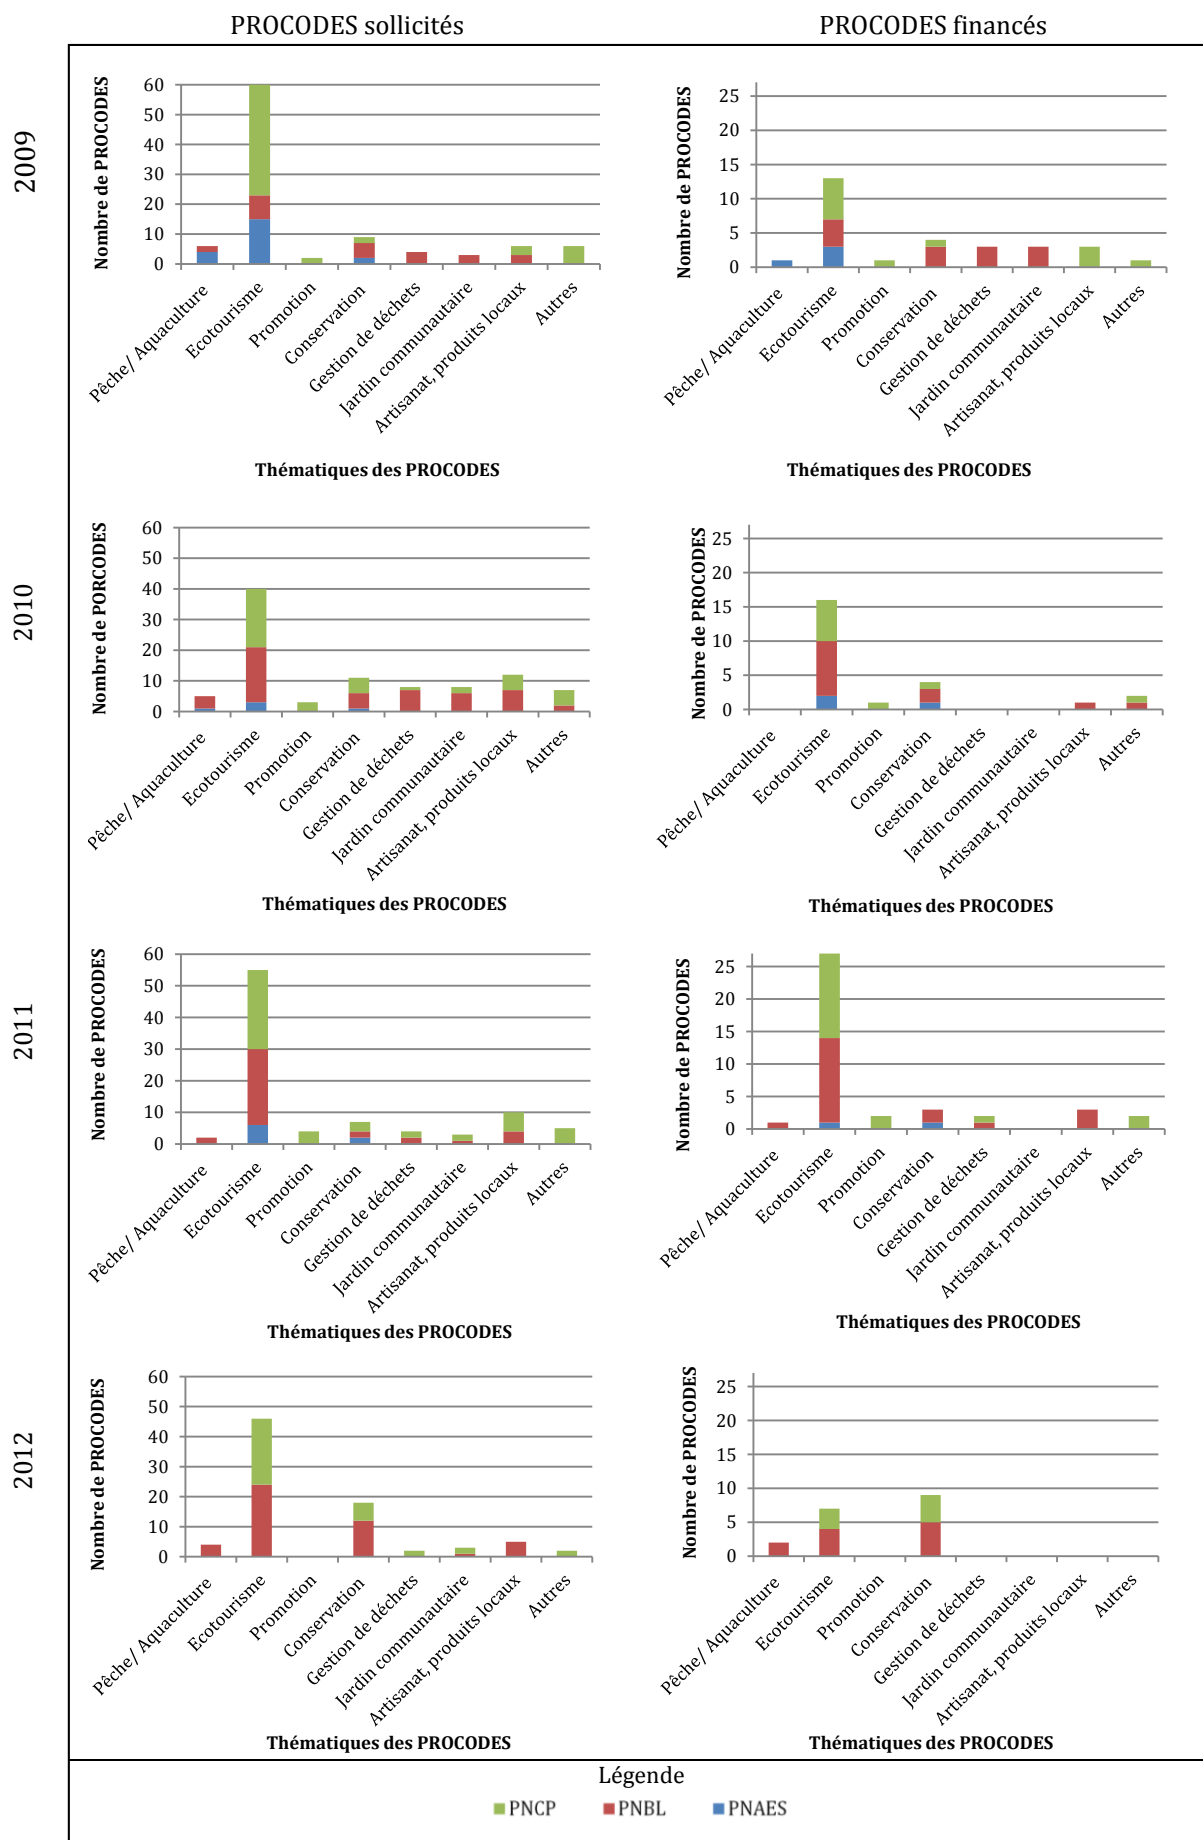 PROCODES sollicités
PROCODES financés
2009
Nombre de PROCODES
60
50
40
30
20
10
0
Pêche/ Aquaculture
Ecotourisme
Promotion
Conservation
Gestion de déchets
Jardin communautaire
Artisanat, produits locaux
Autres
Thématiques des PROCODES
Nombre de PROCODES
25
20
15
10
5
0
Pêche/ Aquaculture
Ecotourisme
Promotion
Conservation
Gestion de déchets
Jardin communautaire
Artisanat, produits locaux
Autres
Thématiques des PROCODES
2010
Nombre de PORCODES
60
50
40
30
20
10
0
Pêche/ Aquaculture
Ecotourisme
Promotion
Conservation
Gestion de déchets
Jardin communautaire
Artisanat, produits locaux
Autres
Thématiques des PROCODES
Nombre de PROCODES
25
20
15
10
5
0
Pêche/ Aquaculture
Ecotourisme
Promotion
Conservation
Gestion de déchets
Jardin communautaire
Artisanat, produits locaux
Autres
Thématiques des PROCODES
2011
Nombre de PROCODES
60
50
40
30
20
10
0
Pêche/ Aquaculture
Ecotourisme
Promotion
Conservation
Gestion de déchets
Jardin communautaire
Artisanat, produits locaux
Autres
Thématiques des PROCODES
Nombre de PROCODES
25
20
15
10
5
0
Pêche/ Aquaculture
Ecotourisme
Promotion
Conservation
Gestion de déchets
Jardin communautaire
Artisanat, produits locaux
Autres
Thématiques des PROCODES
2012
Nombre de PROCODES
60
50
40
30
20
10
0
Pêche/ Aquaculture
Ecotourisme
Promotion
Conservation
Gestion de déchets
Jardin communautaire
Artisanat, produits locaux
Autres
Thématiques des PROCODES
Nombre de PROCODES
25
20
15
10
5
0
Pêche/ Aquaculture
Ecotourisme
Promotion
Conservation
Gestion de déchets
Jardin communautaire
Artisanat, produits locaux
Autres
Thématiques des PROCODES
Légende
PNCP PNBL PNAES